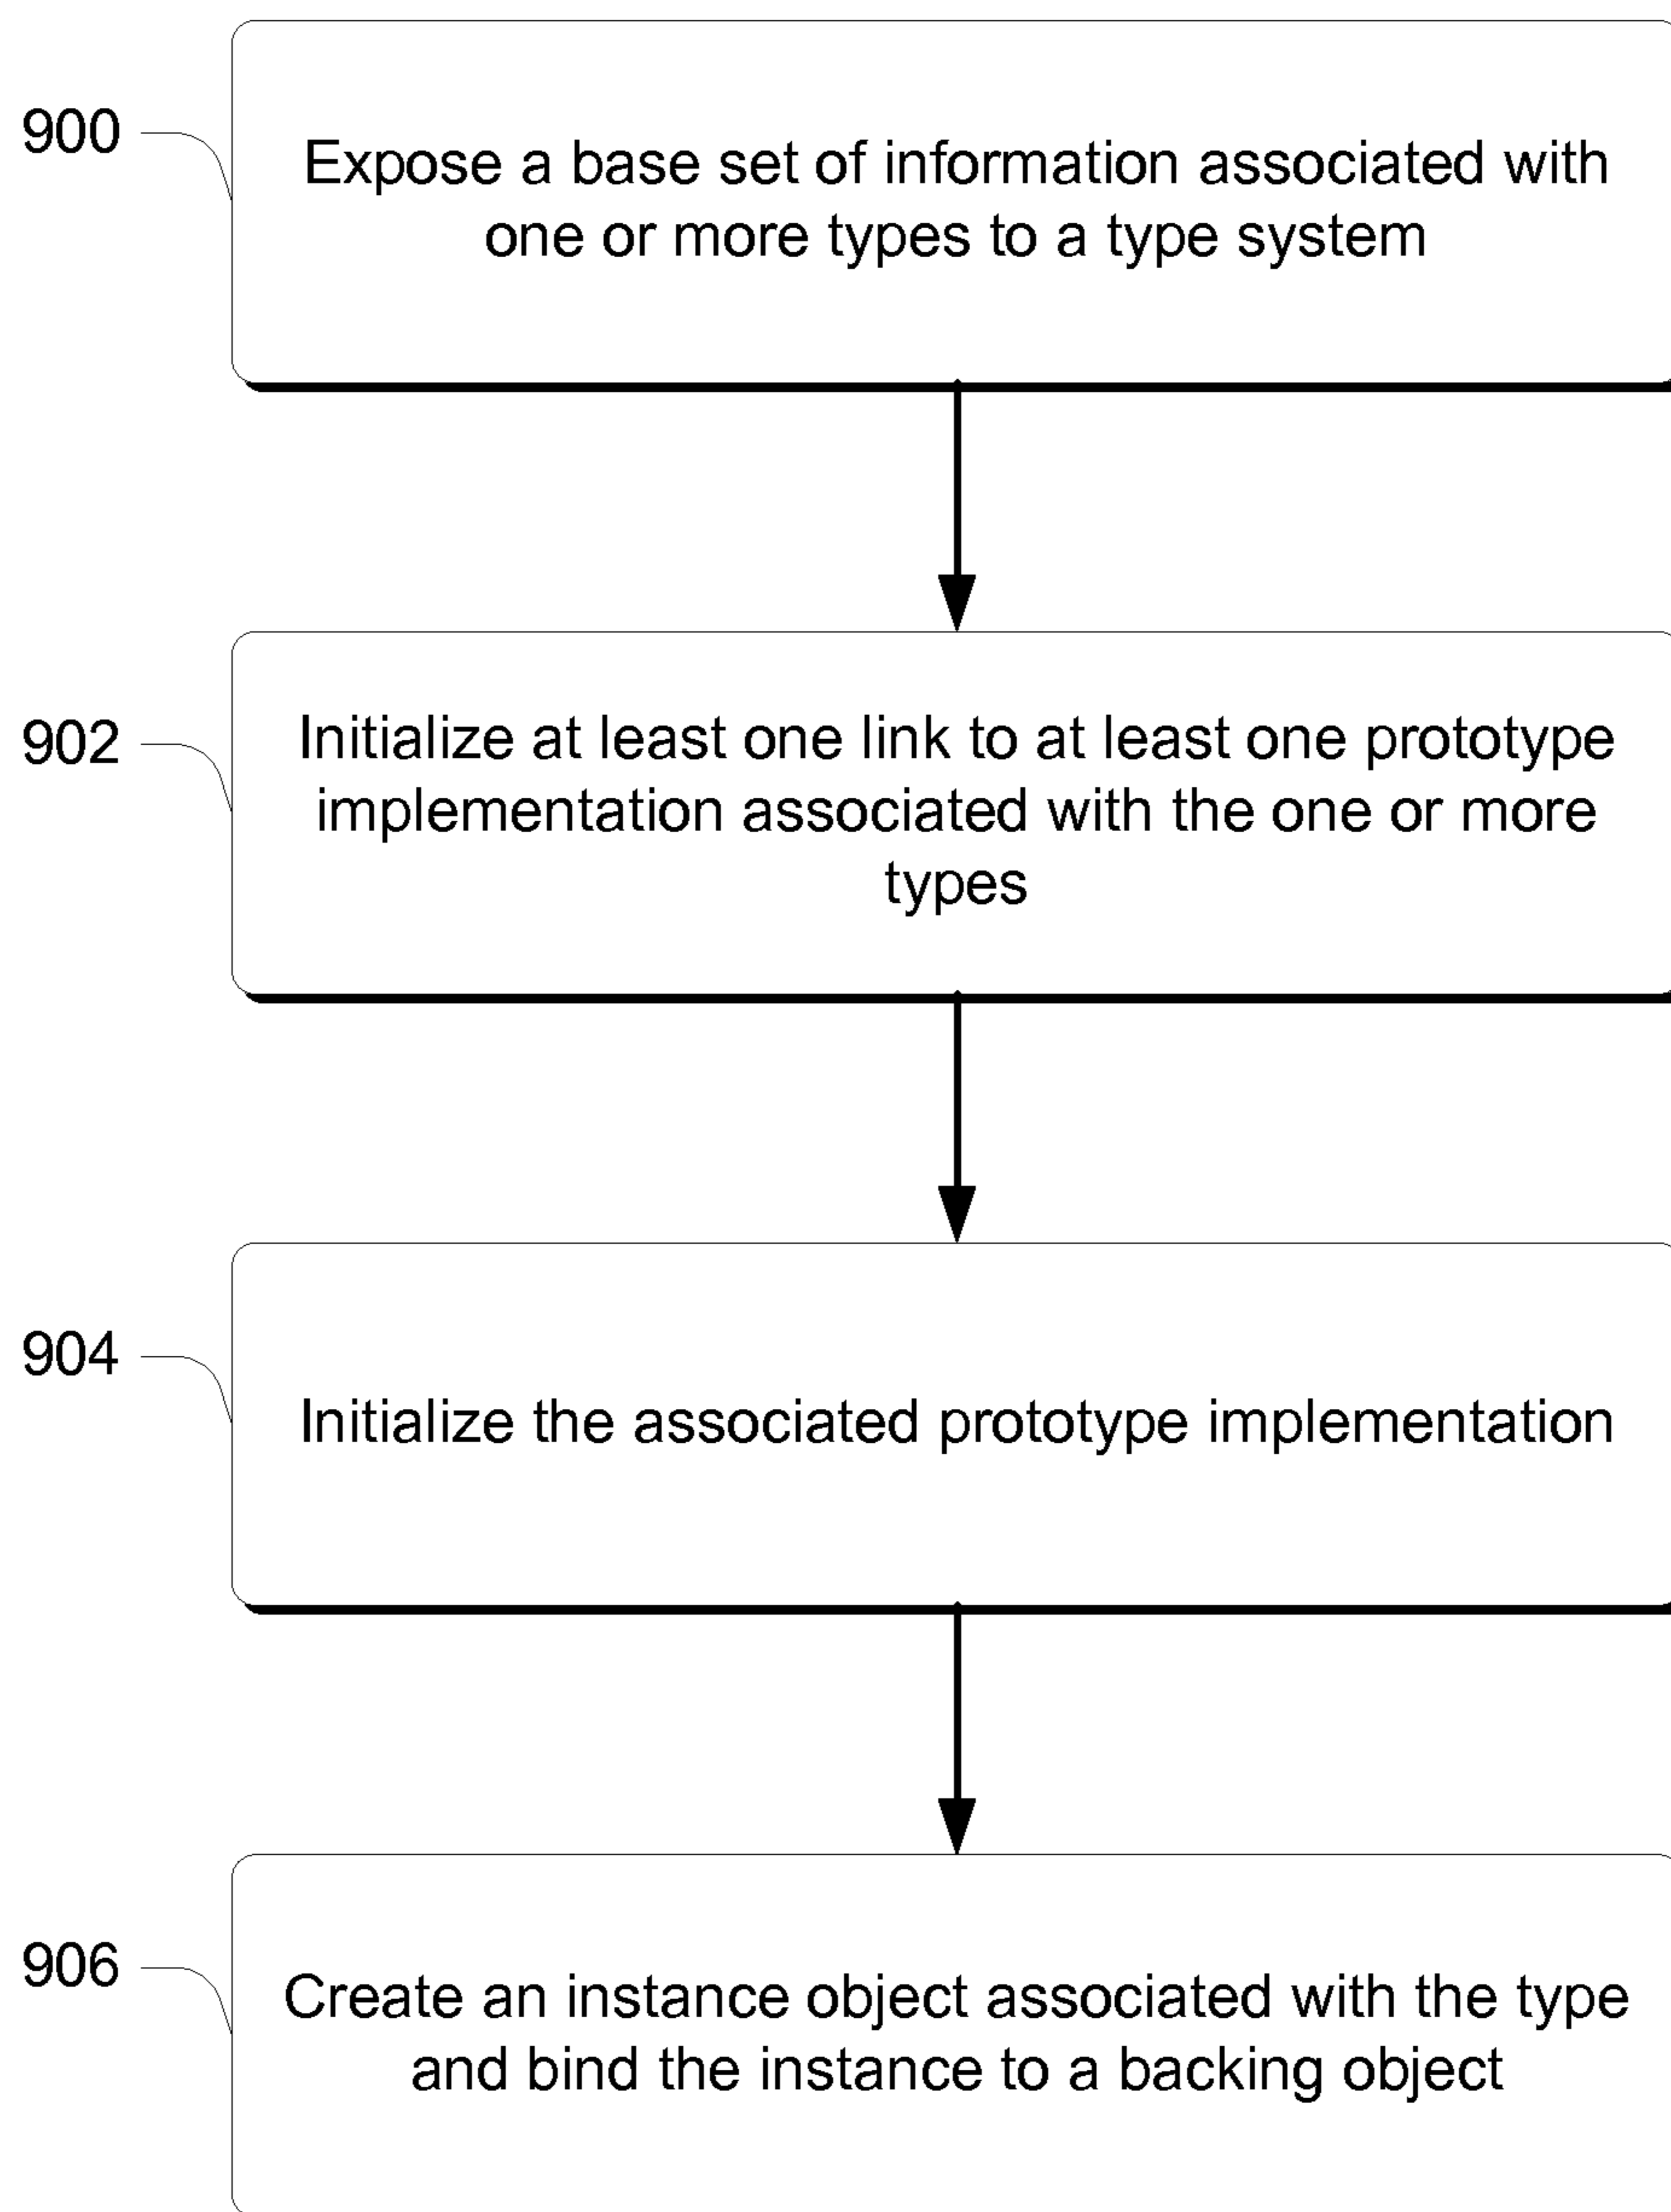 900
Expose a base set of information associated with
one or more types to a type system
902
Initialize at least one link to at least one prototype
implementation associated with the one or more
types
904
Initialize the associated prototype implementation
906
Create an instance object associated with the type
and bind the instance to a backing object